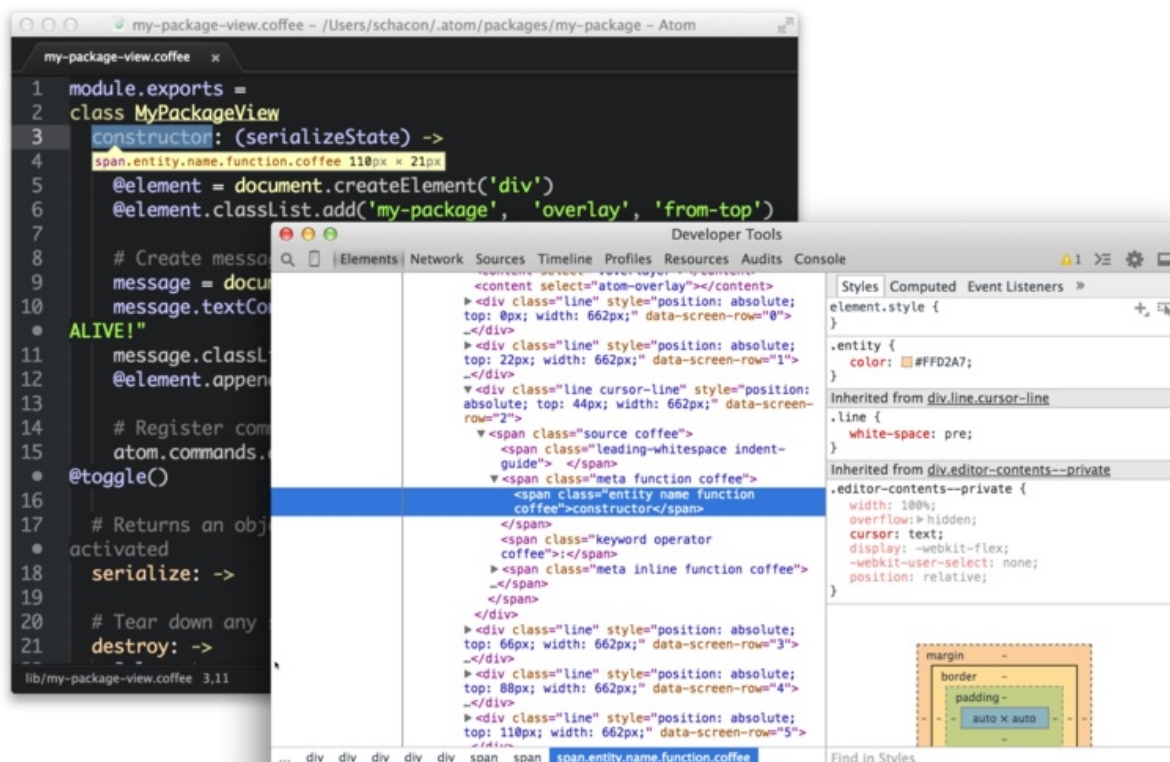 my-package-view.coffee – /Users/schacon/.atom/packages/my-package – Atom
my-package-view.coffee ×
1 module.exports =
2 class MyPackageView
3 constructor: (serializeState) ->
4 span.entity.name.function.coffee 110px × 21px
5 @element = document.createElement('div')
6 @element.classList.add('my-package', 'overlay', 'from-top')
7
8 # Create messa
9 message = docu
10 message.textCo
• ALIVE!"
11 message.classL
12 @element.appen
13
14 # Register com
15 atom.commands.
• @toggle()
16
17 # Returns an obj
• activated
18 serialize: ->
19
20 # Tear down any
21 destroy: ->
lib/my-package-view.coffee 3,11
Developer Tools
Elements Network Sources Timeline Profiles Resources Audits Console
1
<content select="atom-overlay"></content>
▶<div class="line" style="position: absolute;
top: 0px; width: 662px;" data-screen-row="0">
…</div>
▶<div class="line" style="position: absolute;
top: 22px; width: 662px;" data-screen-row="1">
…</div>
▼<div class="line cursor-line" style="position:
absolute; top: 44px; width: 662px;" data-screen-
row="2">
▼<span class="source coffee">
<span class="leading-whitespace indent-
guide"> </span>
▼<span class="meta function coffee">
<span class="entity name function
coffee">constructor</span>
</span>
<span class="keyword operator
coffee">:</span>
▶<span class="meta inline function coffee">
…</span>
</span>
</div>
▶<div class="line" style="position: absolute;
top: 66px; width: 662px;" data-screen-row="3">
…</div>
▶<div class="line" style="position: absolute;
top: 88px; width: 662px;" data-screen-row="4">
…</div>
▶<div class="line" style="position: absolute;
top: 110px; width: 662px;" data-screen-row="5">
… div div div div div span span span.entity.name.function.coffee
Styles Computed Event Listeners »
element.style {
}
.entity {
color: #FFD2A7;
}
Inherited from div.line.cursor-line
.line {
white-space: pre;
}
Inherited from div.editor-contents--private
.editor-contents--private {
width: 100%;
overflow:▶hidden;
cursor: text;
display: -webkit-flex;
-webkit-user-select: none;
position: relative;
}
margin -
border -
padding -
- - - auto × auto - - -
-
Find in Styles